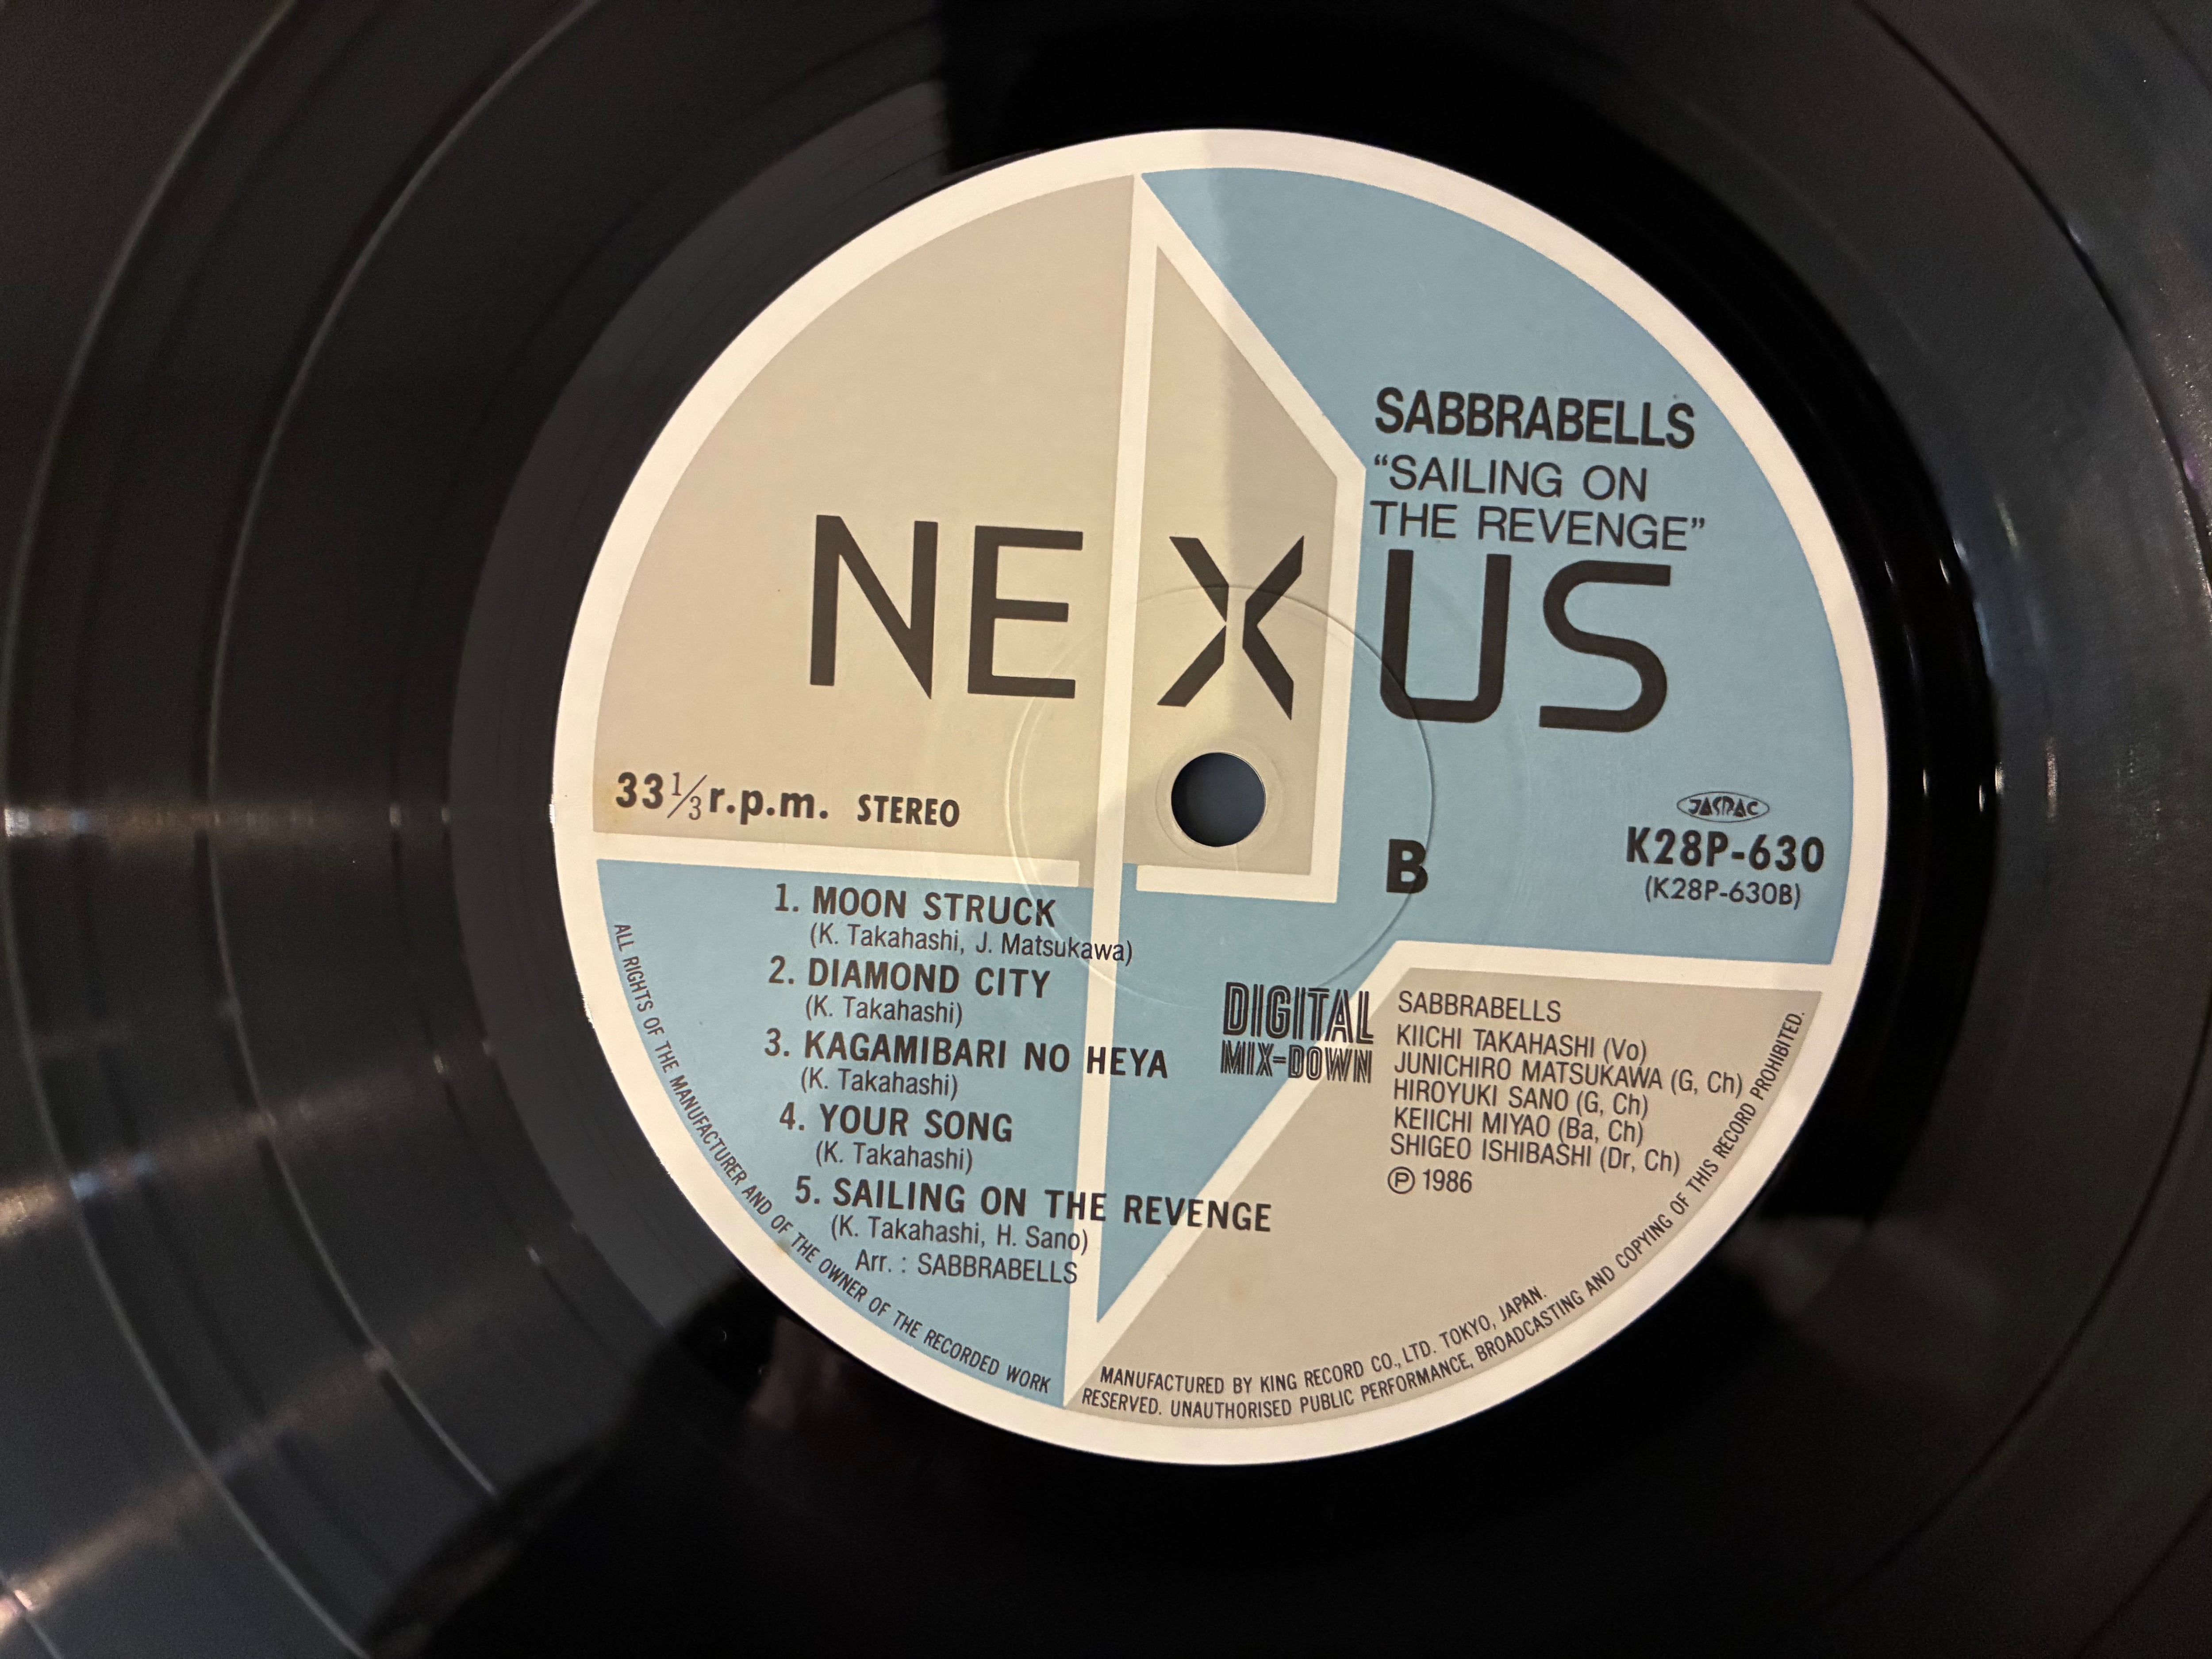 SABBRABELLS
“SAILING ON
THE REVENGE”
NEXUS
33 1/3 r.p.m. STEREO
JASRAC
K28P-630
(K28P-630B)
B
1. MOON STRUCK
(K. Takahashi, J. Matsukawa)
2. DIAMOND CITY
(K. Takahashi)
3. KAGAMIBARI NO HEYA
(K. Takahashi)
4. YOUR SONG
(K. Takahashi)
5. SAILING ON THE REVENGE
(K. Takahashi, H. Sano)
Arr. : SABBRABELLS
DIGITAL
MIX-DOWN
SABBRABELLS
KIICHI TAKAHASHI (Vo)
JUNICHIRO MATSUKAWA (G, Ch)
HIROYUKI SANO (G, Ch)
KEIICHI MIYAO (Ba, Ch)
SHIGEO ISHIBASHI (Dr, Ch)
Ⓟ 1986
MANUFACTURED BY KING RECORD CO., LTD. TOKYO, JAPAN.
ALL RIGHTS OF THE MANUFACTURER AND OF THE OWNER OF THE RECORDED WORK RESERVED. UNAUTHORISED PUBLIC PERFORMANCE, BROADCASTING AND COPYING OF THIS RECORD PROHIBITED.